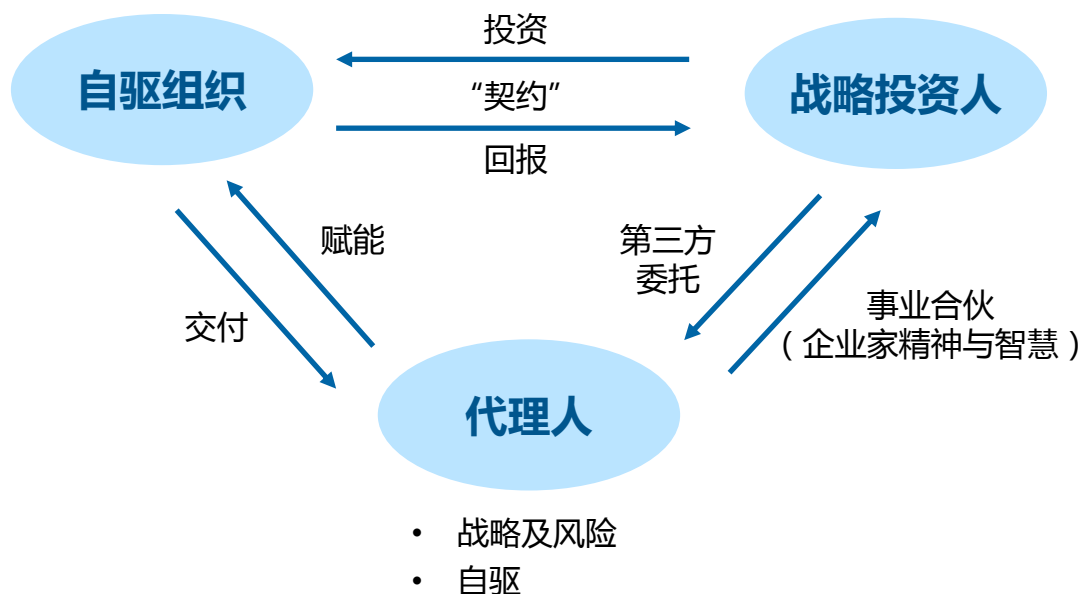 投资
自驱组织
“契约”
战略投资人
回报
赋能
第三方
委托
交付
事业合伙
（企业家精神与智慧）
代理人
• 战略及风险
• 自驱